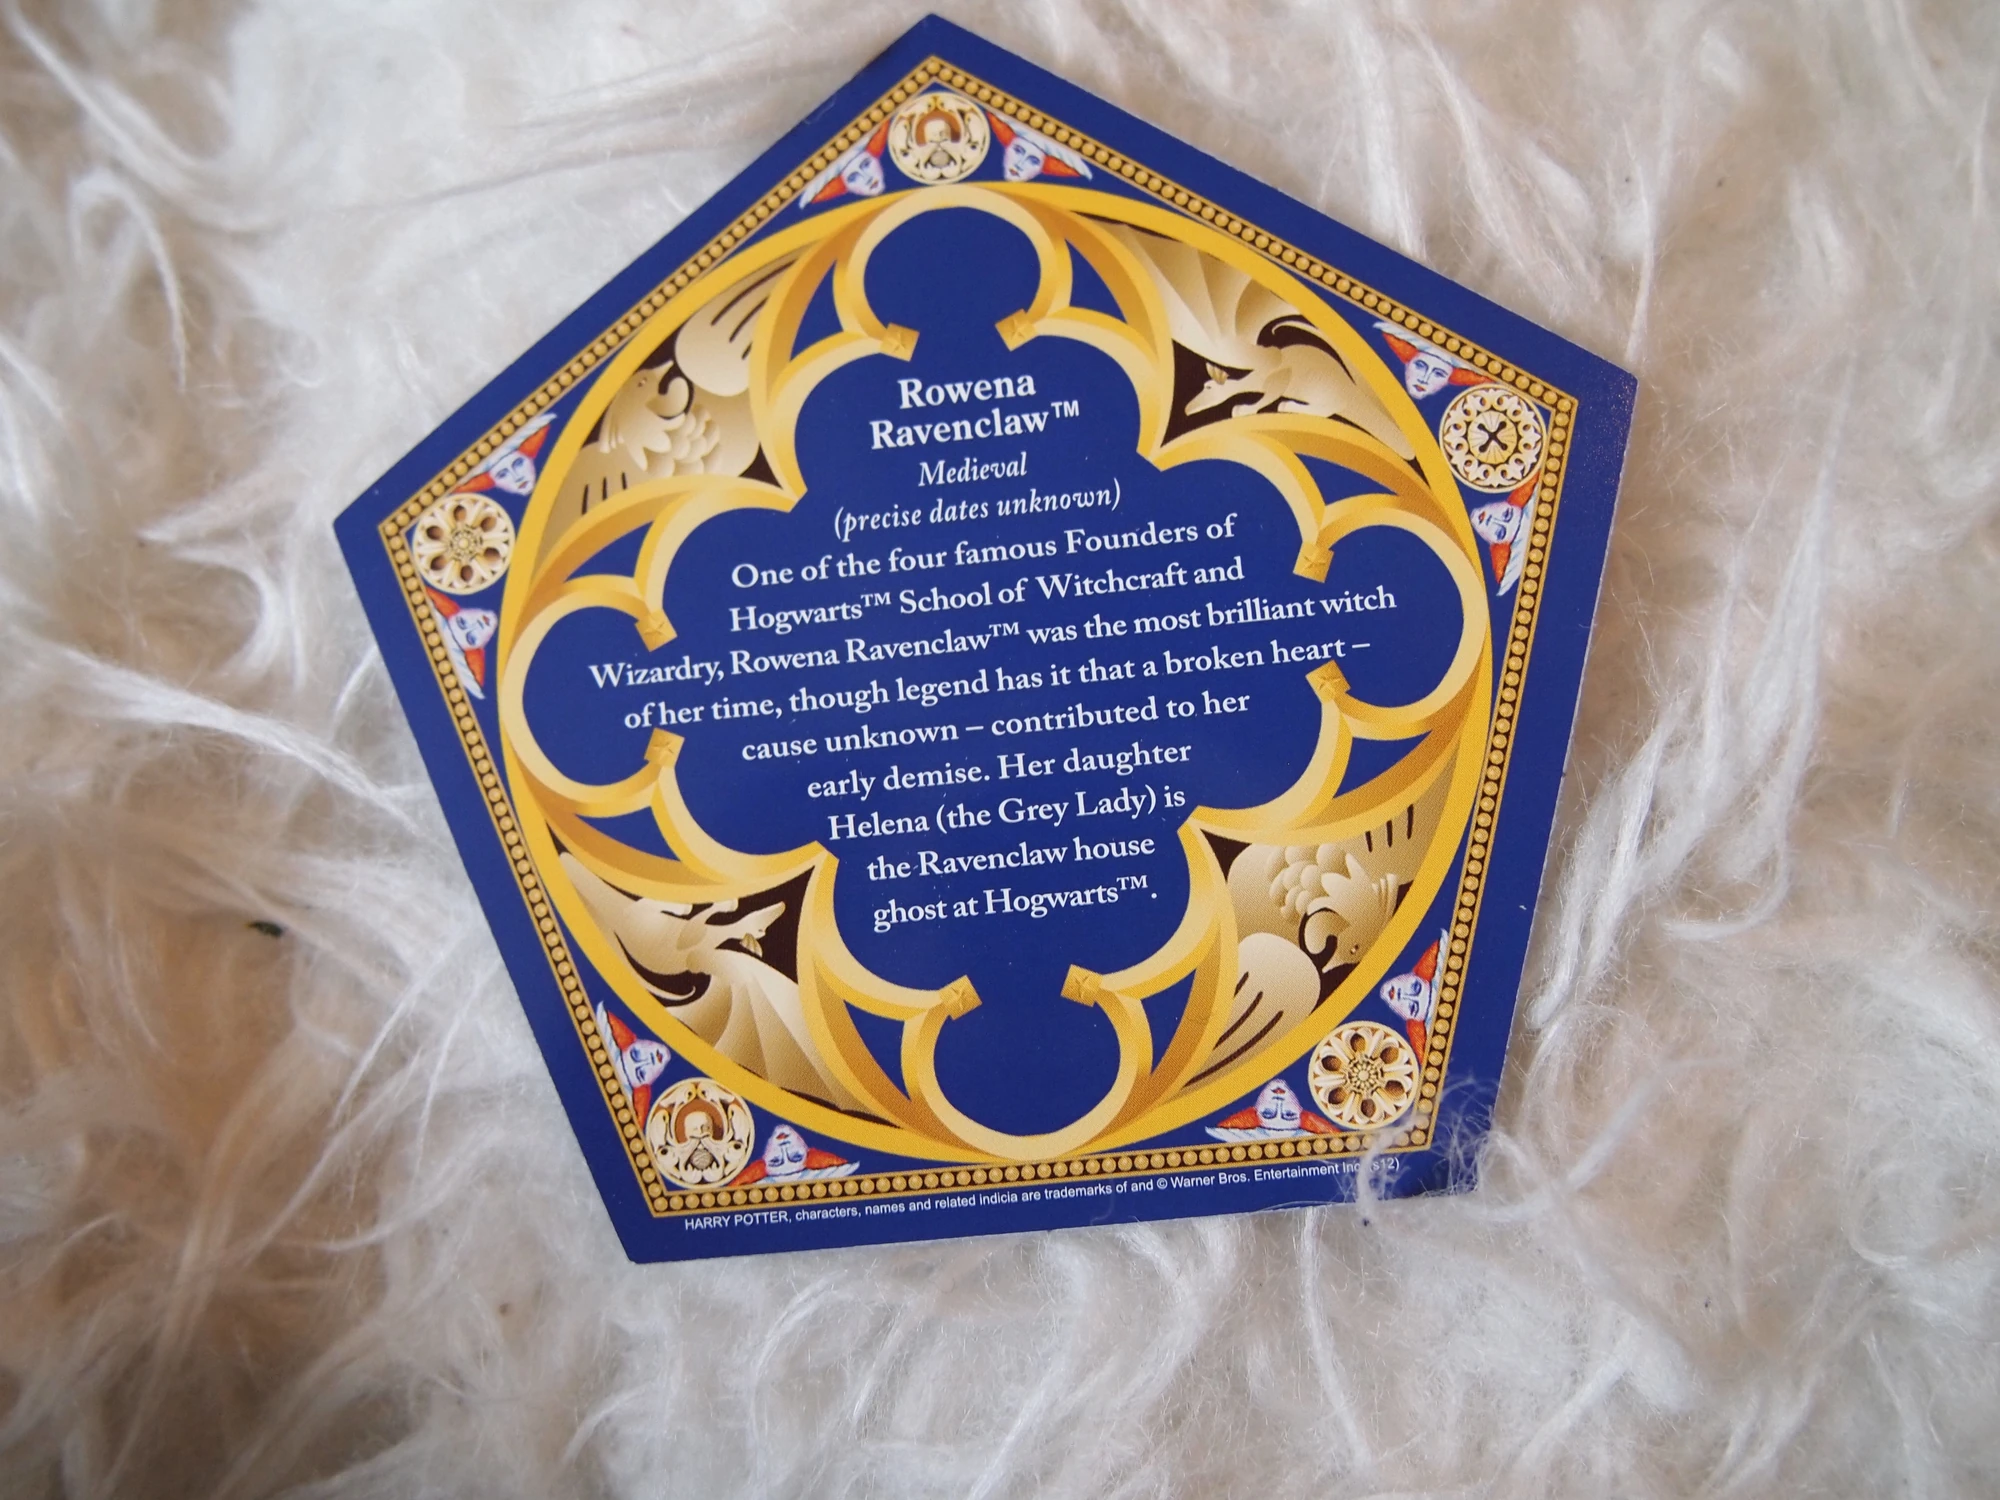 Rowena
Ravenclaw™
Medieval
(precise dates unknown)
One of the four famous Founders of
Hogwarts™ School of Witchcraft and
Wizardry, Rowena Ravenclaw™ was the most brilliant witch
of her time, though legend has it that a broken heart –
cause unknown – contributed to her
early demise. Her daughter
Helena (the Grey Lady) is
the Ravenclaw house
ghost at Hogwarts™.
HARRY POTTER, characters, names and related indicia are trademarks of and © Warner Bros. Entertainment Inc.